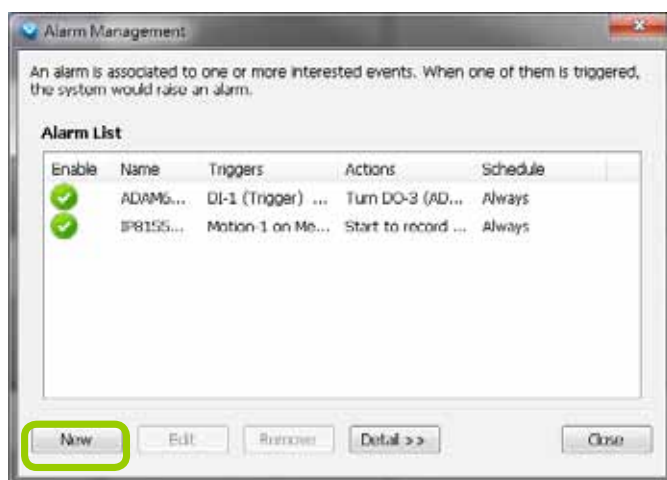 Alarm Management
An alarm is associated to one or more interested events. When one of them is triggered,
the system would raise an alarm.
Alarm List
Enable Name Triggers Actions Schedule
ADAM6... DI-1 (Trigger) ... Turn DO-3 (AD... Always
IP8155... Motion-1 on Me... Start to record ... Always
New Edit Remove Detail >> Close